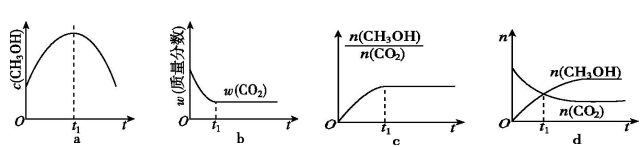 c(CH3OH)
O
t1
t
a
w(质量分数)
w(CO2)
O
t1
t
b
n(CH3OH)
n(CO2)
O
t1
t
c
n
n(CH3OH)
n(CO2)
O
t1
t
d